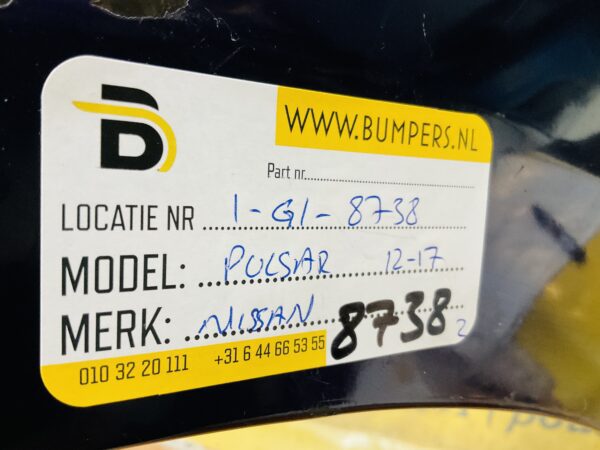 B
WWW.BUMPERS.NL
Part nr.
LOCATIE NR 1-G1-8738
MODEL: PULSAR 12-17
MERK: NISSAN 8738 2
010 32 20 111 +31 6 44 66 53 55